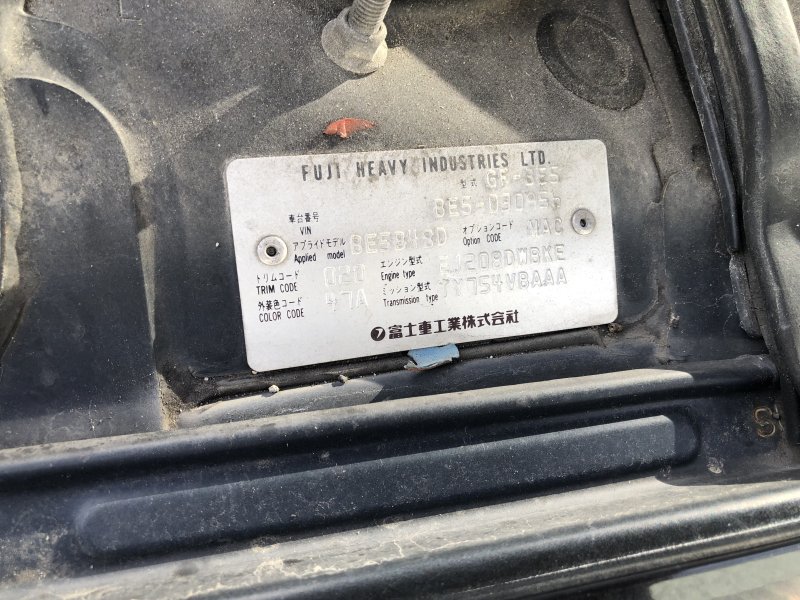 FUJI HEAVY INDUSTRIES LTD.
型式 GF-BE5
車台番号
VIN
アプライドモデル BE5B49D オプションコード MAC
Applied model Option CODE
トリムコード 020 エンジン型式 EJ208DWBKE
TRIM CODE Engine type
外装色コード 47A ミッション型式 TY754VBAAA
COLOR CODE Transmission type
富士重工業株式会社